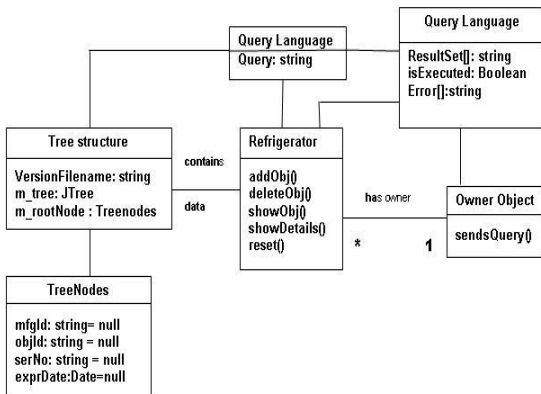 Query Language
Query: string
Query Language
ResultSet[]: string
isExecuted: Boolean
Error[]:string
Tree structure
VersionFilename: string
m_tree: JTree
m_rootNode : Treenodes
contains
data
Refrigerator
addObj()
deleteObj()
showObj()
showDetails()
reset()
has owner
*
1
Owner Object
sendsQuery()
TreeNodes
mfgId: string= null
objId: string = null
serNo: string = null
exprDate:Date=null